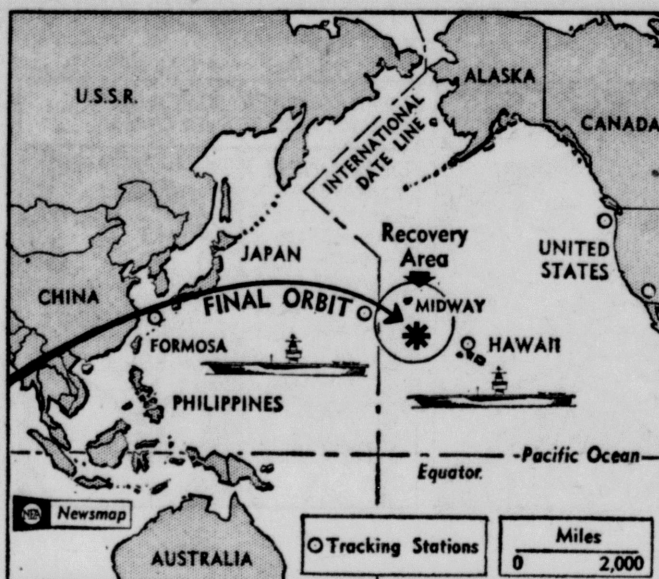 U.S.S.R.
ALASKA
CANADA
INTERNATIONAL
DATE LINE
JAPAN
Recovery
Area
UNITED
STATES
CHINA
FINAL ORBIT
MIDWAY
FORMOSA
HAWAII
PHILIPPINES
Pacific Ocean
Equator.
NEA Newsmap
AUSTRALIA
Tracking Stations
Miles
0 2,000